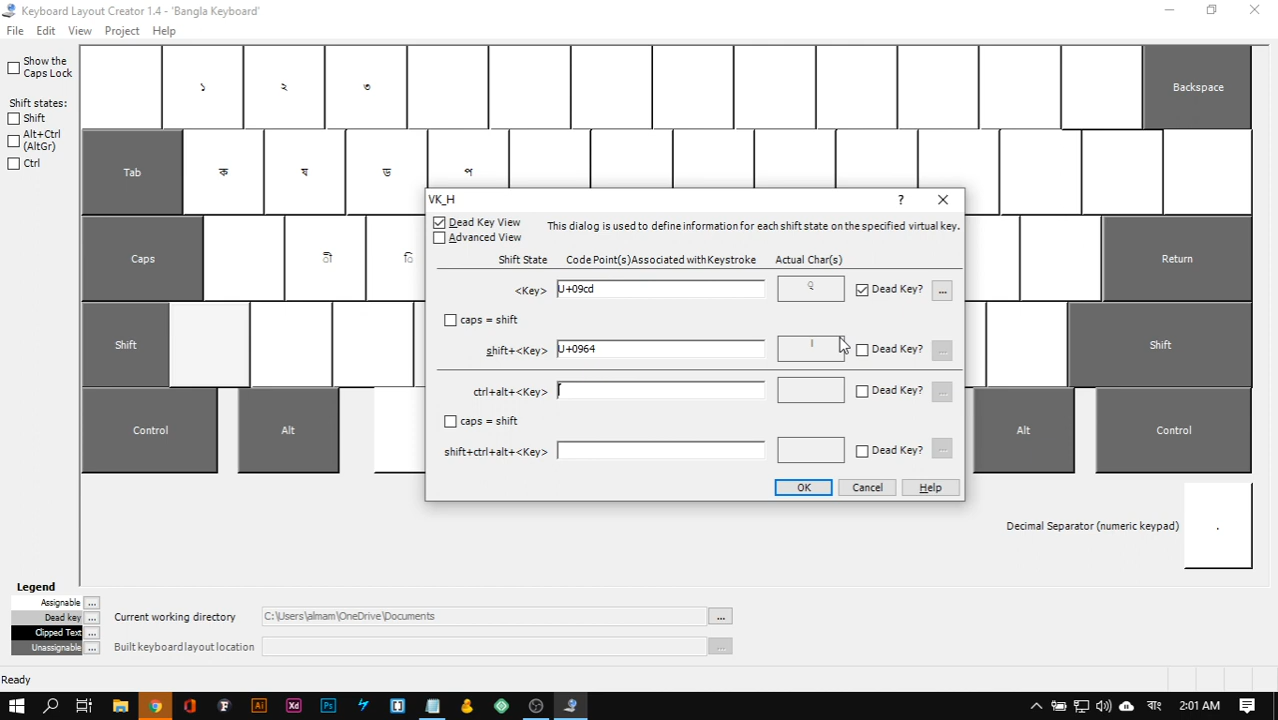 Keyboard Layout Creator 1.4 - 'Bangla Keyboard'
File Edit View Project Help
Show the Caps Lock
Shift states:
Shift
Alt+Ctrl (AltGr)
Ctrl
১ ২ ৩ Backspace
Tab ক য ড প
Caps ী ি Return
Shift Shift
Control Alt Alt Control
VK_H ?
Dead Key View
Advanced View
This dialog is used to define information for each shift state on the specified virtual key.
Shift State Code Point(s) Associated with Keystroke Actual Char(s)
<Key> U+09cd ্ Dead Key? ...
caps = shift
shift+<Key> U+0964 । Dead Key? ...
ctrl+alt+<Key> Dead Key? ...
caps = shift
shift+ctrl+alt+<Key> Dead Key? ...
OK Cancel Help
Decimal Separator (numeric keypad) .
Legend
Assignable ...
Dead key ...
Clipped Text ...
Unassignable ...
Current working directory C:\Users\almam\OneDrive\Documents ...
Built keyboard layout location ...
Ready
Ai Xd Ps বাং 2:01 AM